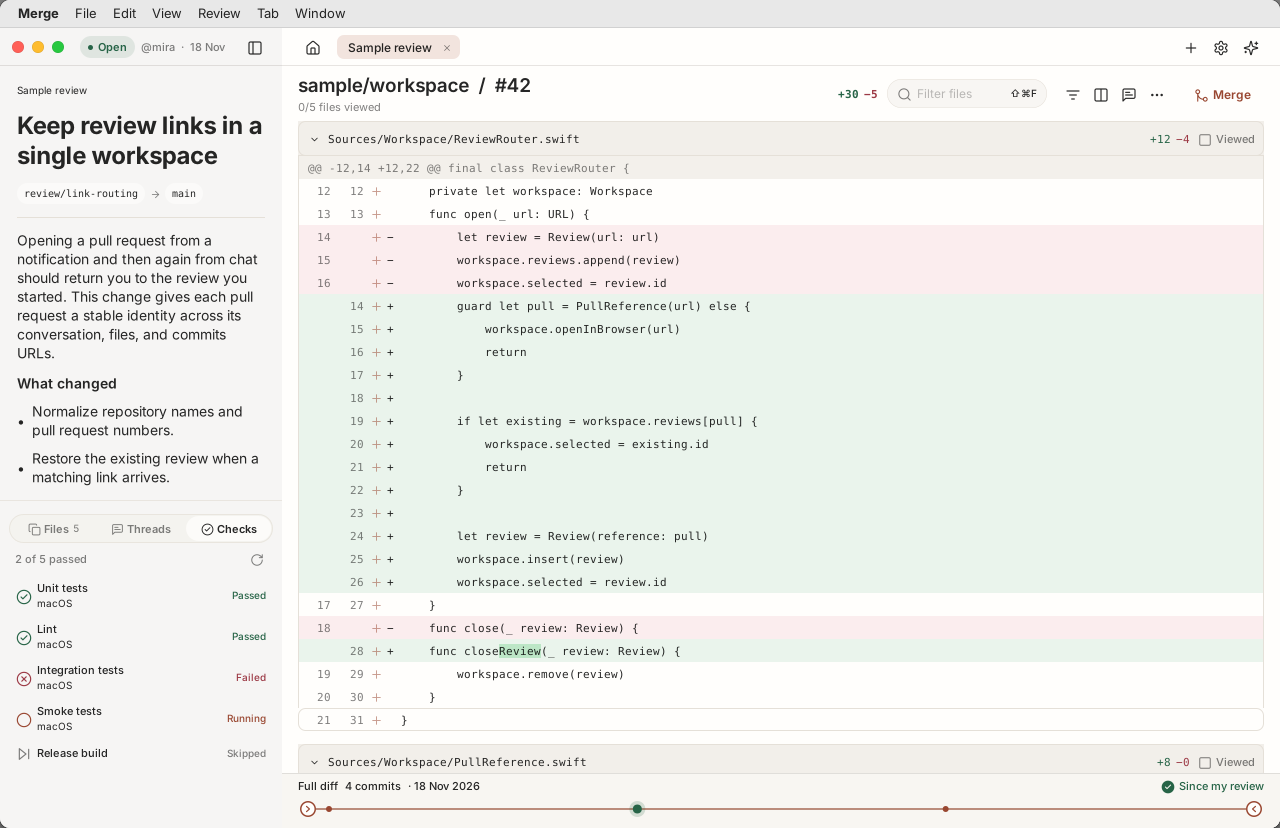 Merge File Edit View Review Tab Window
Open @mira · 18 Nov
Sample review ×
Sample review
Keep review links in a
single workspace
review/link-routing → main
Opening a pull request from a
notification and then again from chat
should return you to the review you
started. This change gives each pull
request a stable identity across its
conversation, files, and commits
URLs.
What changed
• Normalize repository names and
pull request numbers.
• Restore the existing review when a
matching link arrives.
Files 5 Threads Checks
2 of 5 passed
Unit tests
macOS
Passed
Lint
macOS
Passed
Integration tests
macOS
Failed
Smoke tests
macOS
Running
Release build Skipped
sample/workspace / #42
0/5 files viewed
+30 −5 Filter files ⇧⌘F Merge
Sources/Workspace/ReviewRouter.swift +12 −4 Viewed
@@ -12,14 +12,22 @@ final class ReviewRouter {
12 12 + private let workspace: Workspace
13 13 + func open(_ url: URL) {
14 + − let review = Review(url: url)
15 + − workspace.reviews.append(review)
16 + − workspace.selected = review.id
14 + + guard let pull = PullReference(url) else {
15 + + workspace.openInBrowser(url)
16 + + return
17 + + }
18 + +
19 + + if let existing = workspace.reviews[pull] {
20 + + workspace.selected = existing.id
21 + + return
22 + + }
23 + +
24 + + let review = Review(reference: pull)
25 + + workspace.insert(review)
26 + + workspace.selected = review.id
17 27 + }
18 + − func close(_ review: Review) {
28 + + func closeReview(_ review: Review) {
19 29 + workspace.remove(review)
20 30 + }
21 31 + }
Sources/Workspace/PullReference.swift +8 −0 Viewed
Full diff 4 commits · 18 Nov 2026 Since my review